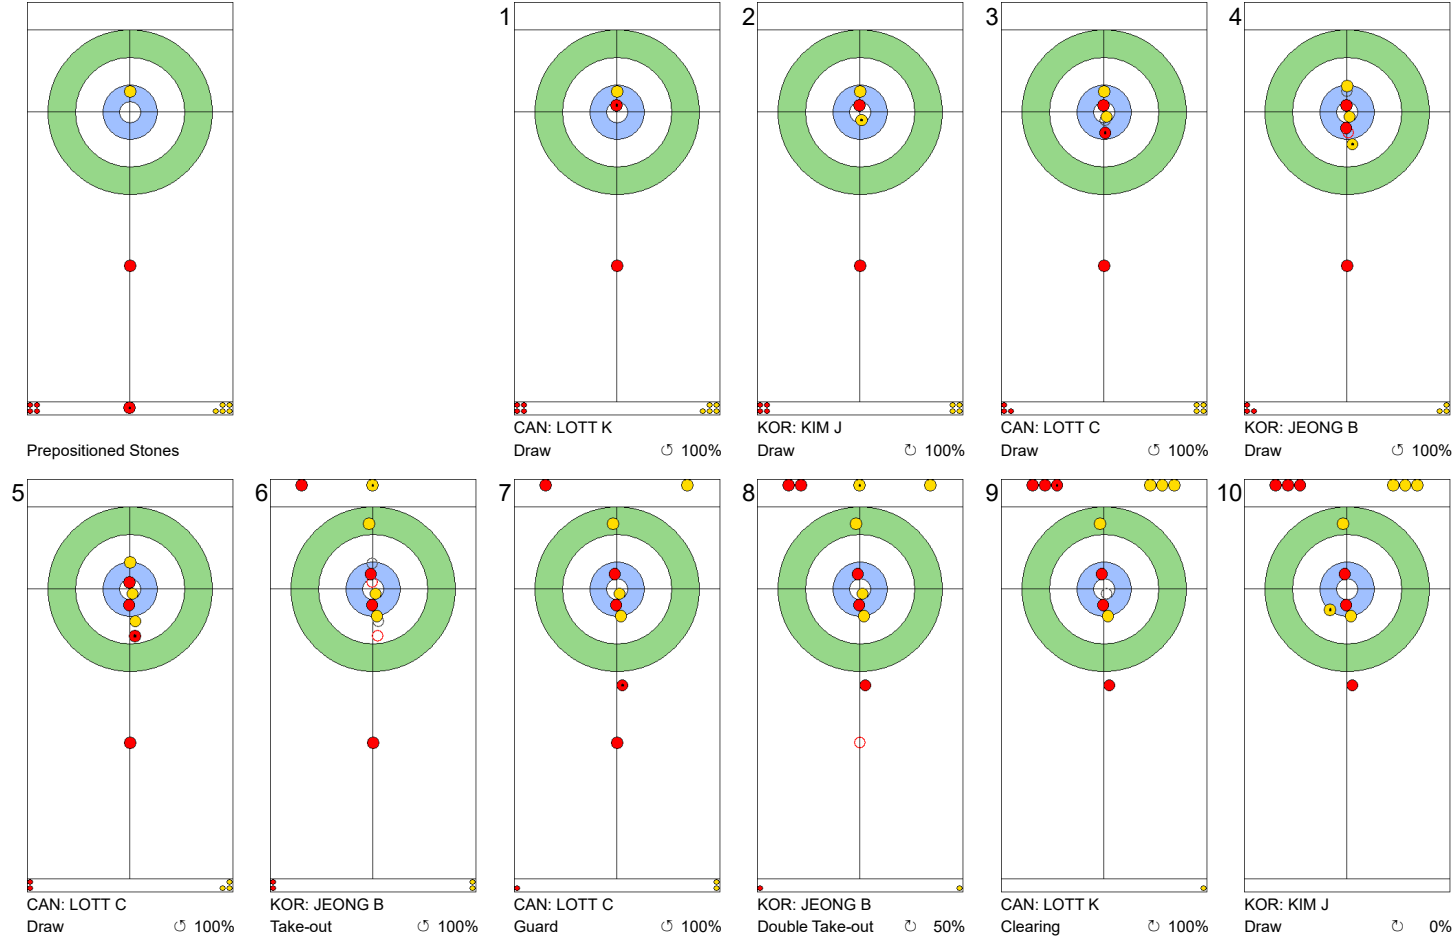 1
2
3
4
Prepositioned Stones
CAN: LOTT K
Draw ↺ 100%
KOR: KIM J
Draw ↻ 100%
CAN: LOTT C
Draw ↺ 100%
KOR: JEONG B
Draw ↻ 100%
5
6
7
8
9
10
CAN: LOTT C
Draw ↺ 100%
KOR: JEONG B
Take-out ↺ 100%
CAN: LOTT C
Guard ↺ 100%
KOR: JEONG B
Double Take-out ↻ 50%
CAN: LOTT K
Clearing ↻ 100%
KOR: KIM J
Draw ↻ 0%